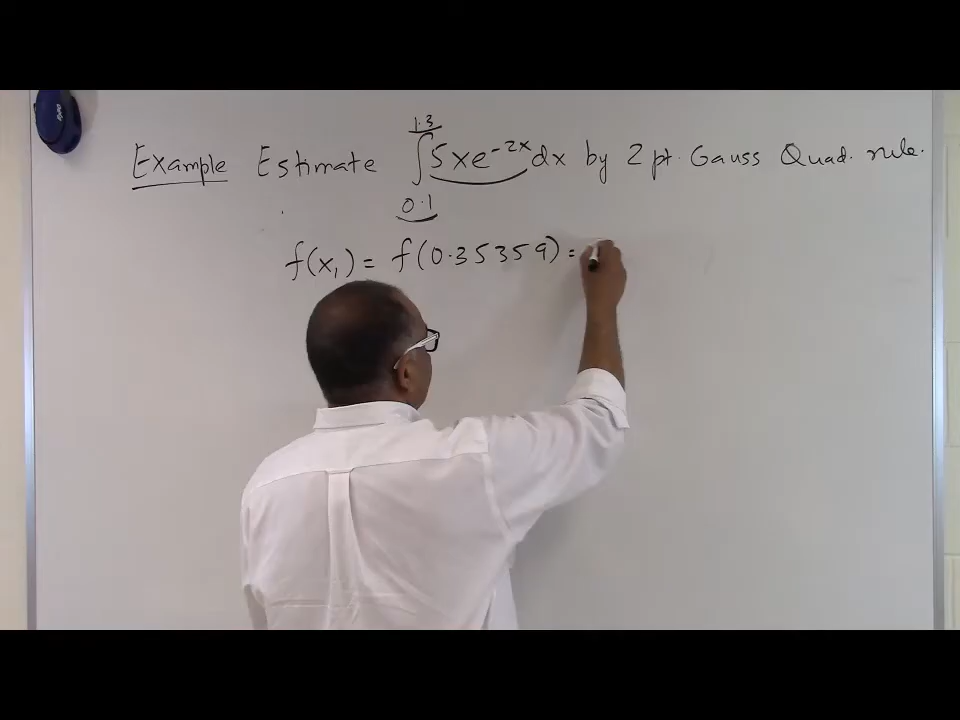 Example Estimate ∫_{0.1}^{1.3} 5xe^{-2x} dx by 2 pt. Gauss Quad. rule.
f(x₁) = f(0.35359) =